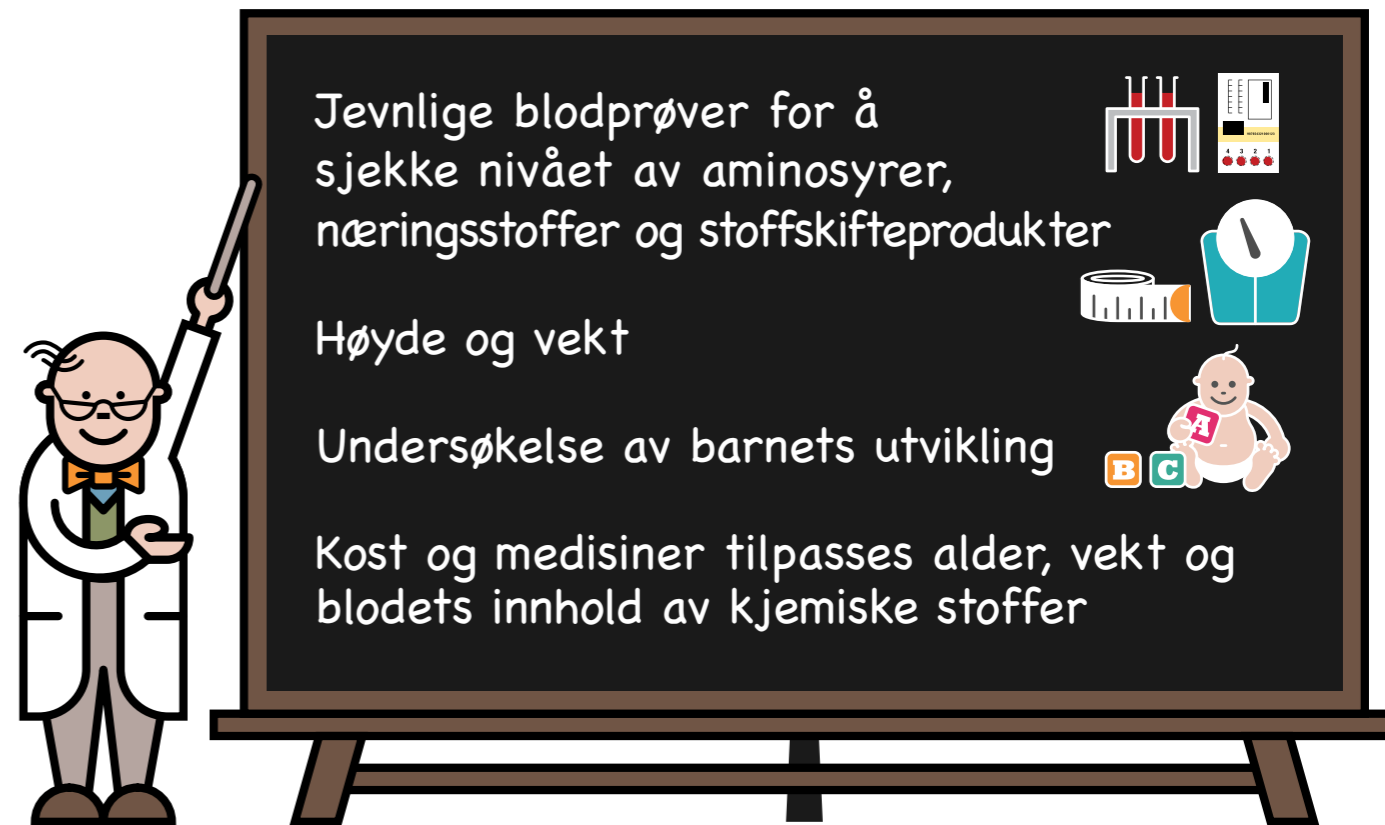 Jevnlige blodprøver for å
sjekke nivået av aminosyrer,
næringsstoffer og stoffskifteprodukter
4 3 2 1
Høyde og vekt
Undersøkelse av barnets utvikling
A
B C
Kost og medisiner tilpasses alder, vekt og
blodets innhold av kjemiske stoffer